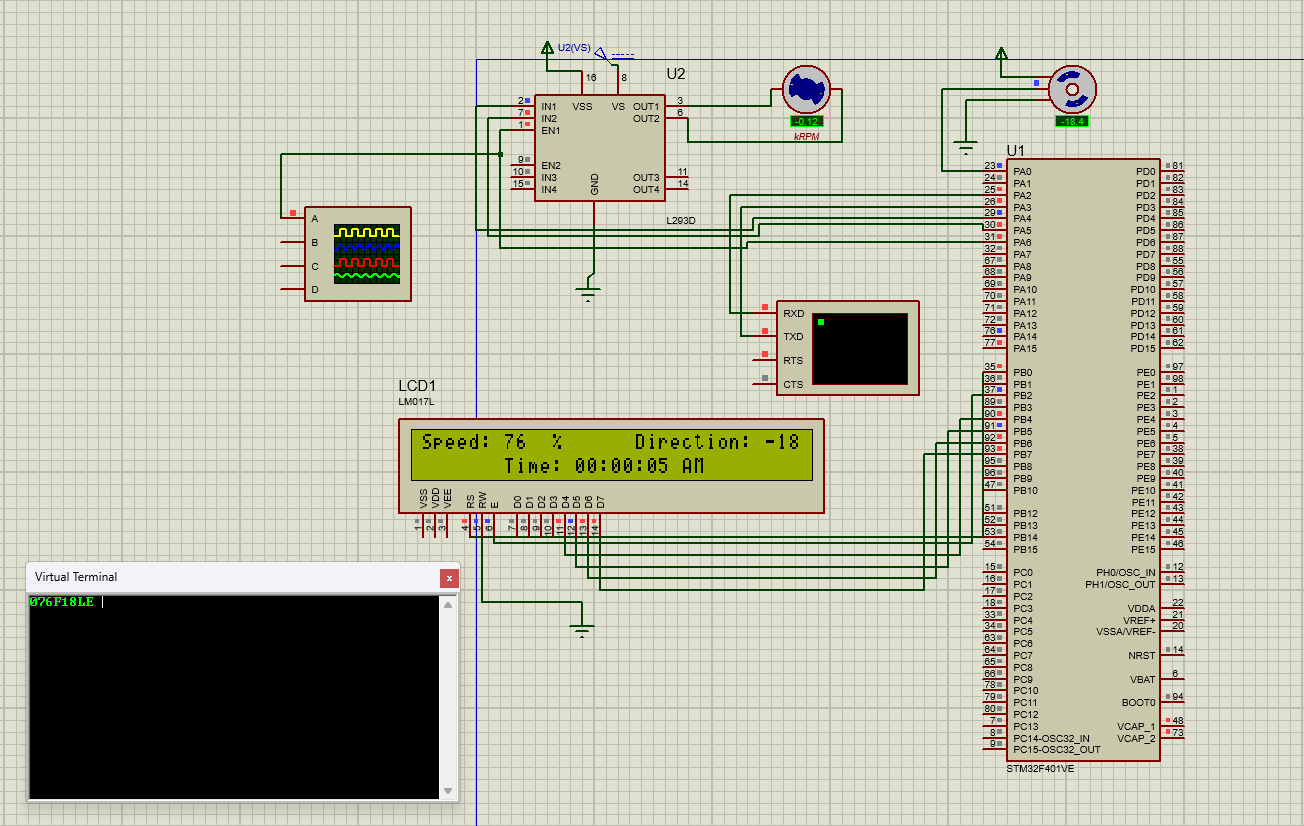 U2(VS)
U2
16
8
2
7
1
9
10
15
IN1
IN2
EN1
EN2
IN3
IN4
VSS
VS
GND
OUT1
OUT2
OUT3
OUT4
3
6
11
14
L293D
-0.12
kRPM
-18.4
A
B
C
D
RXD
TXD
RTS
CTS
LCD1
LM017L
Speed: 76 % Direction: -18
Time: 00:00:05 AM
VSS
VDD
VEE
RS
RW
E
D0
D1
D2
D3
D4
D5
D6
D7
1
2
3
4
5
6
7
8
9
10
11
12
13
14
Virtual Terminal
x
076F18LE
U1
23 PA0 PD0 81
24 PA1 PD1 82
25 PA2 PD2 83
26 PA3 PD3 84
29 PA4 PD4 85
30 PA5 PD5 86
31 PA6 PD6 87
32 PA7 PD7 88
67 PA8 PD8 55
68 PA9 PD9 56
69 PA10 PD10 57
70 PA11 PD11 58
71 PA12 PD12 59
72 PA13 PD13 60
76 PA14 PD14 61
77 PA15 PD15 62
35 PB0 PE0 97
36 PB1 PE1 98
37 PB2 PE2 1
89 PB3 PE3 2
90 PB4 PE4 3
91 PB5 PE5 4
92 PB6 PE6 5
93 PB7 PE7 38
95 PB8 PE8 39
96 PB9 PE9 40
47 PB10 PE10 41
PE11 42
51 PB12 PE12 43
52 PB13 PE13 44
53 PB14 PE14 45
54 PB15 PE15 46
15 PC0 PH0/OSC_IN 12
16 PC1 PH1/OSC_OUT 13
17 PC2
18 PC3 VDDA 22
33 PC4 VREF+ 21
34 PC5 VSSA/VREF- 20
63 PC6
64 PC7 NRST 14
65 PC8
66 PC9 VBAT 6
78 PC10
79 PC11 BOOT0 94
80 PC12
7 PC13 VCAP_1 48
8 PC14-OSC32_IN VCAP_2 73
9 PC15-OSC32_OUT
STM32F401VE